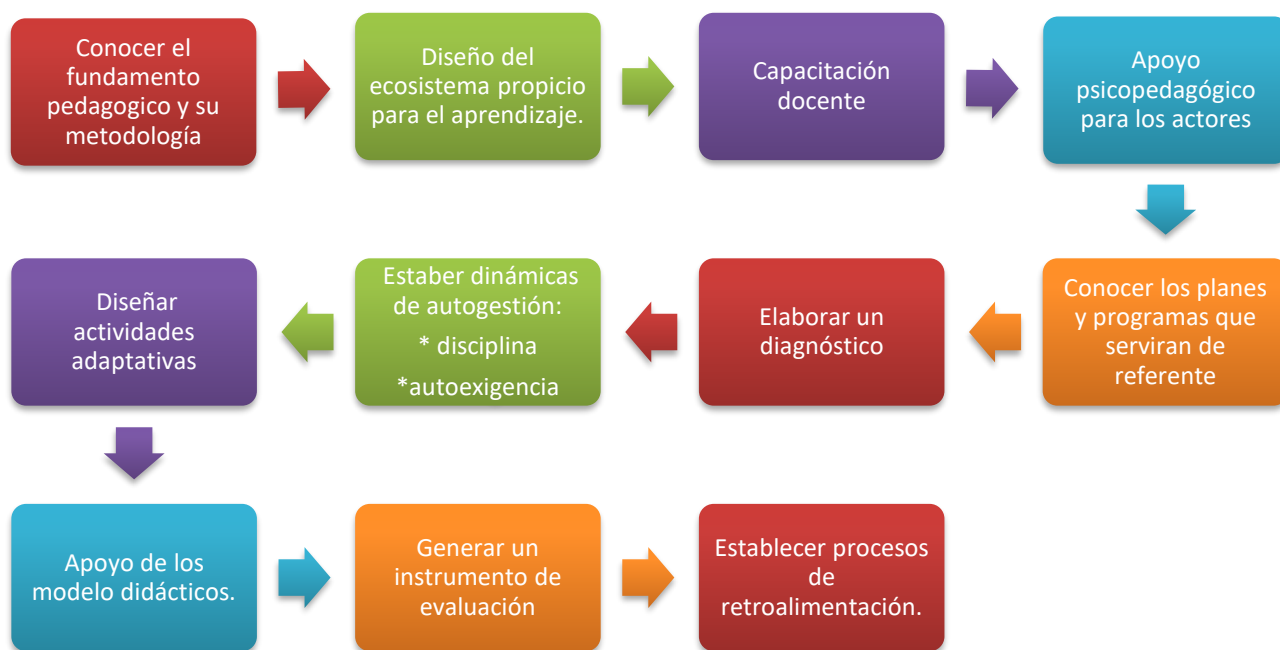 Conocer el
fundamento
pedagogico y su
metodología
Diseño del
ecosistema propicio
para el aprendizaje.
Capacitación
docente
Apoyo
psicopedagógico
para los actores
Conocer los planes
y programas que
serviran de
referente
Elaborar un
diagnóstico
Estaber dinámicas
de autogestión:
* disciplina
*autoexigencia
Diseñar
actividades
adaptativas
Apoyo de los
modelo didácticos.
Generar un
instrumento de
evaluación
Establecer procesos
de
retroalimentación.